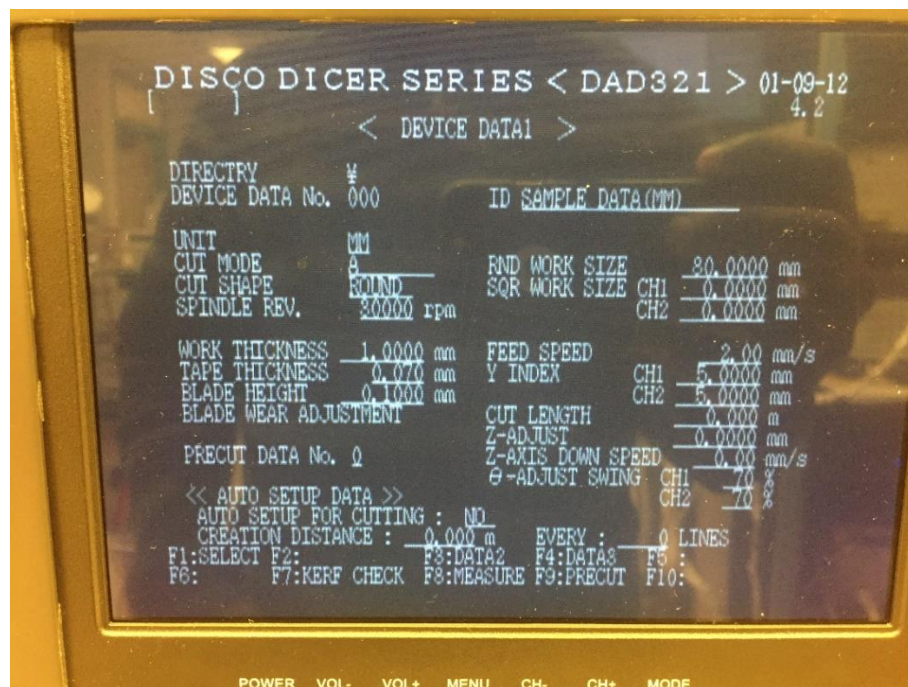 DISCO DICER SERIES < DAD321 > 01-09-12
[ ] 4.2
< DEVICE DATA1 >
DIRECTRY ¥
DEVICE DATA No. 000 ID SAMPLE DATA(MM)
UNIT MM
CUT MODE A RND WORK SIZE 80.0000 mm
CUT SHAPE ROUND SQR WORK SIZE CH1 0.0000 mm
SPINDLE REV. 30000 rpm CH2 0.0000 mm
WORK THICKNESS 1.0000 mm FEED SPEED 2.00 mm/s
TAPE THICKNESS 0.070 mm Y INDEX CH1 5.0000 mm
BLADE HEIGHT 0.1000 mm CH2 5.0000 mm
BLADE WEAR ADJUSTMENT CUT LENGTH 0.000 m
Z-ADJUST 0.0000 mm
PRECUT DATA No. 0 Z-AXIS DOWN SPEED 0.00 mm/s
θ-ADJUST SWING CH1 70 %
<< AUTO SETUP DATA >> CH2 70 %
AUTO SETUP FOR CUTTING : NO
CREATION DISTANCE : 0.000 m EVERY : 0 LINES
F1:SELECT F2: F3:DATA2 F4:DATA3 F5 :
F6: F7:KERF CHECK F8:MEASURE F9:PRECUT F10:
POWER VOL- VOL+ MENU CH- CH+ MODE